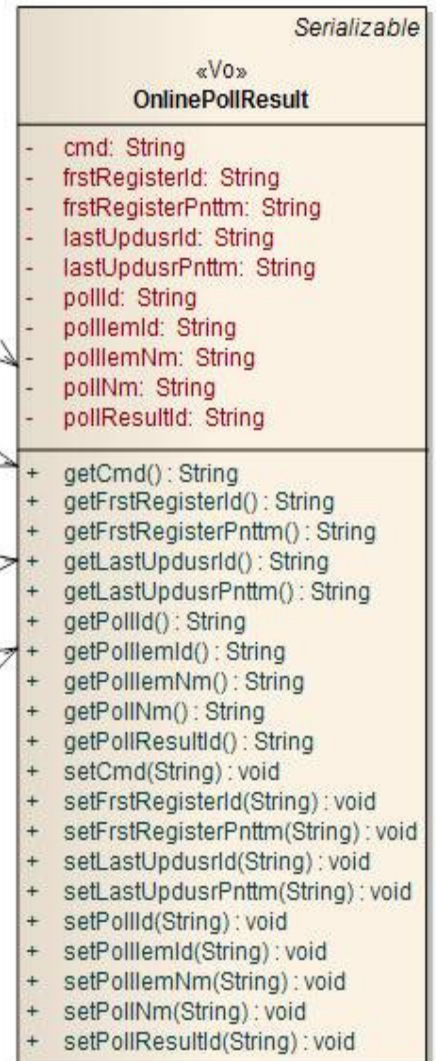 Serializable
«Vo»
OnlinePollResult
- cmd: String
- frstRegisterId: String
- frstRegisterPnttm: String
- lastUpdusrId: String
- lastUpdusrPnttm: String
- pollId: String
- pollIemId: String
- pollIemNm: String
- pollNm: String
- pollResultId: String
+ getCmd() : String
+ getFrstRegisterId() : String
+ getFrstRegisterPnttm() : String
+ getLastUpdusrId() : String
+ getLastUpdusrPnttm() : String
+ getPollId() : String
+ getPollIemId() : String
+ getPollIemNm() : String
+ getPollNm() : String
+ getPollResultId() : String
+ setCmd(String) : void
+ setFrstRegisterId(String) : void
+ setFrstRegisterPnttm(String) : void
+ setLastUpdusrId(String) : void
+ setLastUpdusrPnttm(String) : void
+ setPollId(String) : void
+ setPollIemId(String) : void
+ setPollIemNm(String) : void
+ setPollNm(String) : void
+ setPollResultId(String) : void